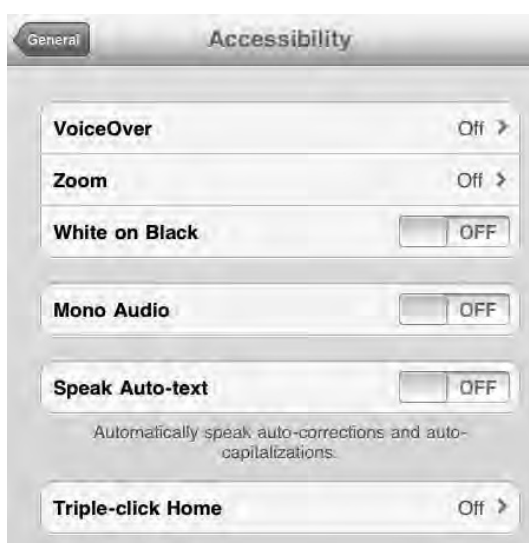 General
Accessibility
VoiceOver Off
Zoom Off
White on Black OFF
Mono Audio OFF
Speak Auto-text OFF
Automatically speak auto-corrections and auto-
capitalizations.
Triple-click Home Off